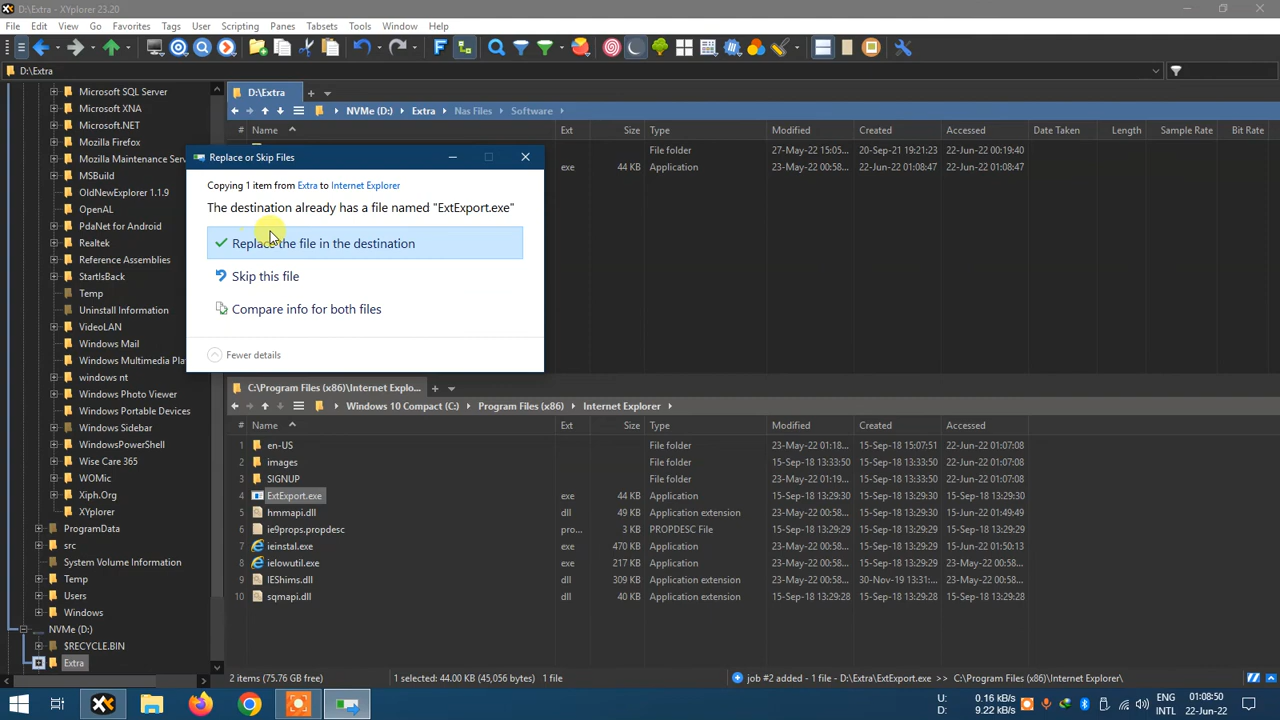 D:\Extra - XYplorer 23.20
File Edit View Go Favorites Tags User Scripting Panes Tabsets Tools Window Help
D:\Extra
Microsoft SQL Server
Microsoft XNA
Microsoft.NET
Mozilla Firefox
Mozilla Maintenance Serv
MSBuild
OldNewExplorer 1.1.9
OpenAL
PdaNet for Android
Realtek
Reference Assemblies
StartIsBack
Temp
Uninstall Information
VideoLAN
Windows Mail
Windows Multimedia Pla
windows nt
Windows Photo Viewer
Windows Portable Devices
Windows Sidebar
WindowsPowerShell
Wise Care 365
WOMic
Xiph.Org
XYplorer
ProgramData
src
System Volume Information
Temp
Users
Windows
NVMe (D:)
$RECYCLE.BIN
Extra
D:\Extra
NVMe (D:) Extra Nas Files Software
# Name Ext Size Type Modified Created Accessed Date Taken Length Sample Rate Bit Rate
File folder 27-May-22 15:05... 20-Sep-21 19:21:23 22-Jun-22 00:19:40
exe 44 KB Application 23-May-22 00:58... 22-Jun-22 01:08:47 22-Jun-22 01:08:47
Replace or Skip Files
Copying 1 item from Extra to Internet Explorer
The destination already has a file named "ExtExport.exe"
Replace the file in the destination
Skip this file
Compare info for both files
Fewer details
C:\Program Files (x86)\Internet Explo...
Windows 10 Compact (C:) Program Files (x86) Internet Explorer
# Name Ext Size Type Modified Created Accessed
1 en-US File folder 23-May-22 01:18... 15-Sep-18 15:07:51 22-Jun-22 01:07:08
2 images File folder 15-Sep-18 13:33:50 15-Sep-18 13:33:50 22-Jun-22 01:07:08
3 SIGNUP File folder 23-May-22 01:19... 15-Sep-18 13:33:50 22-Jun-22 01:07:08
4 ExtExport.exe exe 44 KB Application 15-Sep-18 13:29:30 15-Sep-18 13:29:30 15-Sep-18 13:29:30
5 hmmapi.dll dll 49 KB Application extension 23-May-22 00:58... 15-Sep-18 13:29:30 15-Jun-22 01:49:49
6 ie9props.propdesc pro... 3 KB PROPDESC File 15-Sep-18 13:29:29 15-Sep-18 13:29:29 15-Sep-18 13:29:29
7 ieinstal.exe exe 470 KB Application 23-May-22 00:58... 15-Sep-18 13:29:29 15-Jun-22 01:50:13
8 ielowutil.exe exe 217 KB Application 23-May-22 00:58... 15-Sep-18 13:29:29 23-May-22 00:58...
9 IEShims.dll dll 309 KB Application extension 23-May-22 00:58... 30-Nov-19 13:31:... 23-May-22 00:58...
10 sqmapi.dll dll 40 KB Application extension 15-Sep-18 13:29:28 15-Sep-18 13:29:28 15-Sep-18 13:29:28
2 items (75.76 GB free) 1 selected: 44.00 KB (45,056 bytes) 1 file job #2 added - 1 file - D:\Extra\ExtExport.exe >> C:\Program Files (x86)\Internet Explorer\
U: 0.16 kB/s
D: 9.22 kB/s
ENG
INTL
01:08:50
22-Jun-22